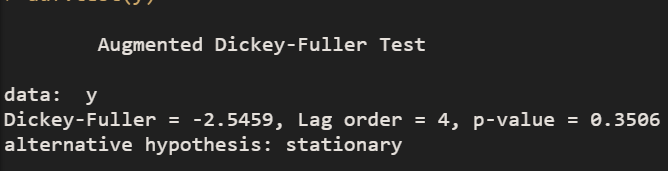 Augmented Dickey-Fuller Test
data:  y
Dickey-Fuller = -2.5459, Lag order = 4, p-value = 0.3506
alternative hypothesis: stationary